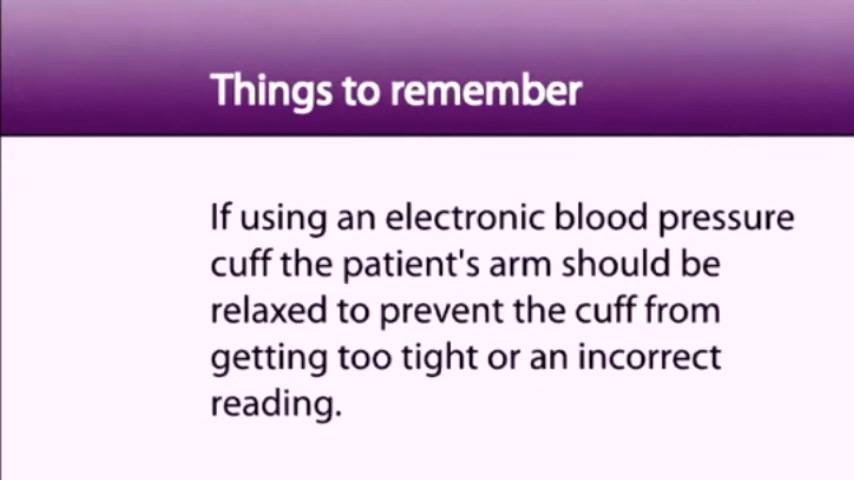 Things to remember
If using an electronic blood pressure
cuff the patient's arm should be
relaxed to prevent the cuff from
getting too tight or an incorrect
reading.